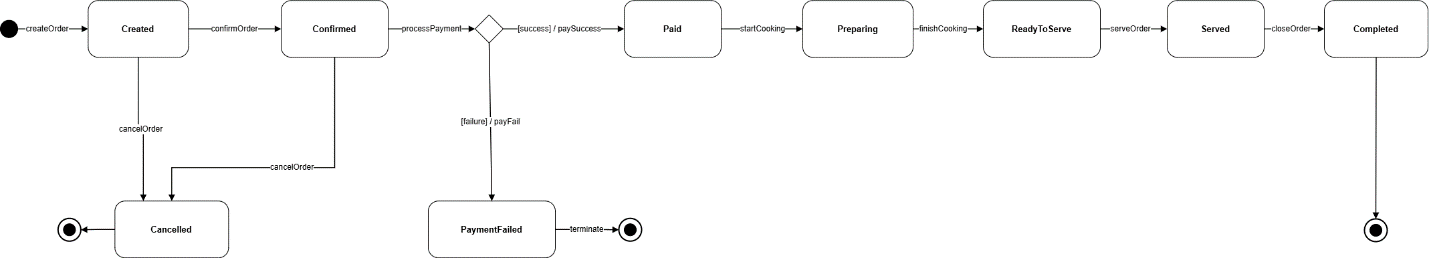 createOrder
Created
confirmOrder
Confirmed
processPayment
[success] / paySuccess
Paid
startCooking
Preparing
finishCooking
ReadyToServe
serveOrder
Served
closeOrder
Completed
cancelOrder
[failure] / payFail
cancelOrder
Cancelled
PaymentFailed
terminate